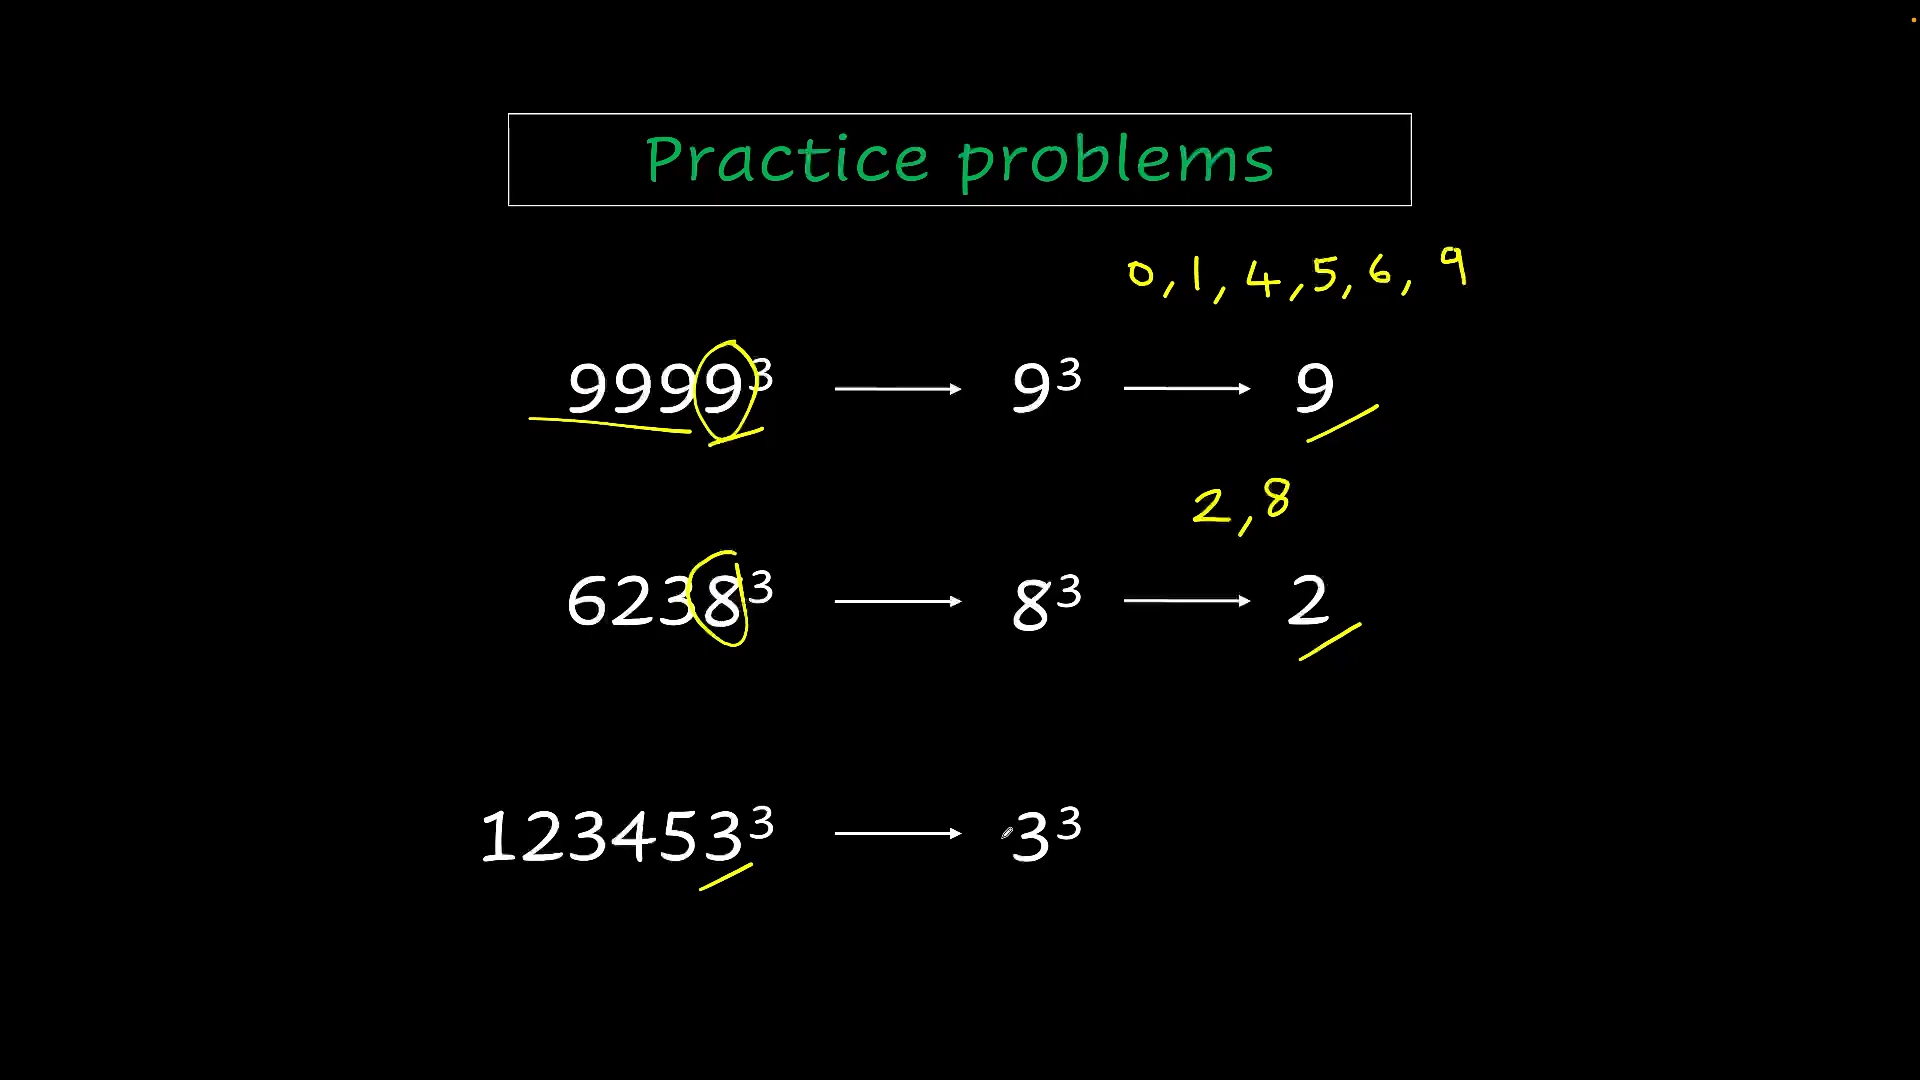 Practice problems
0, 1, 4, 5, 6, 9
9999³ → 9³ → 9
2, 8
6238³ → 8³ → 2
123453³ → 3³